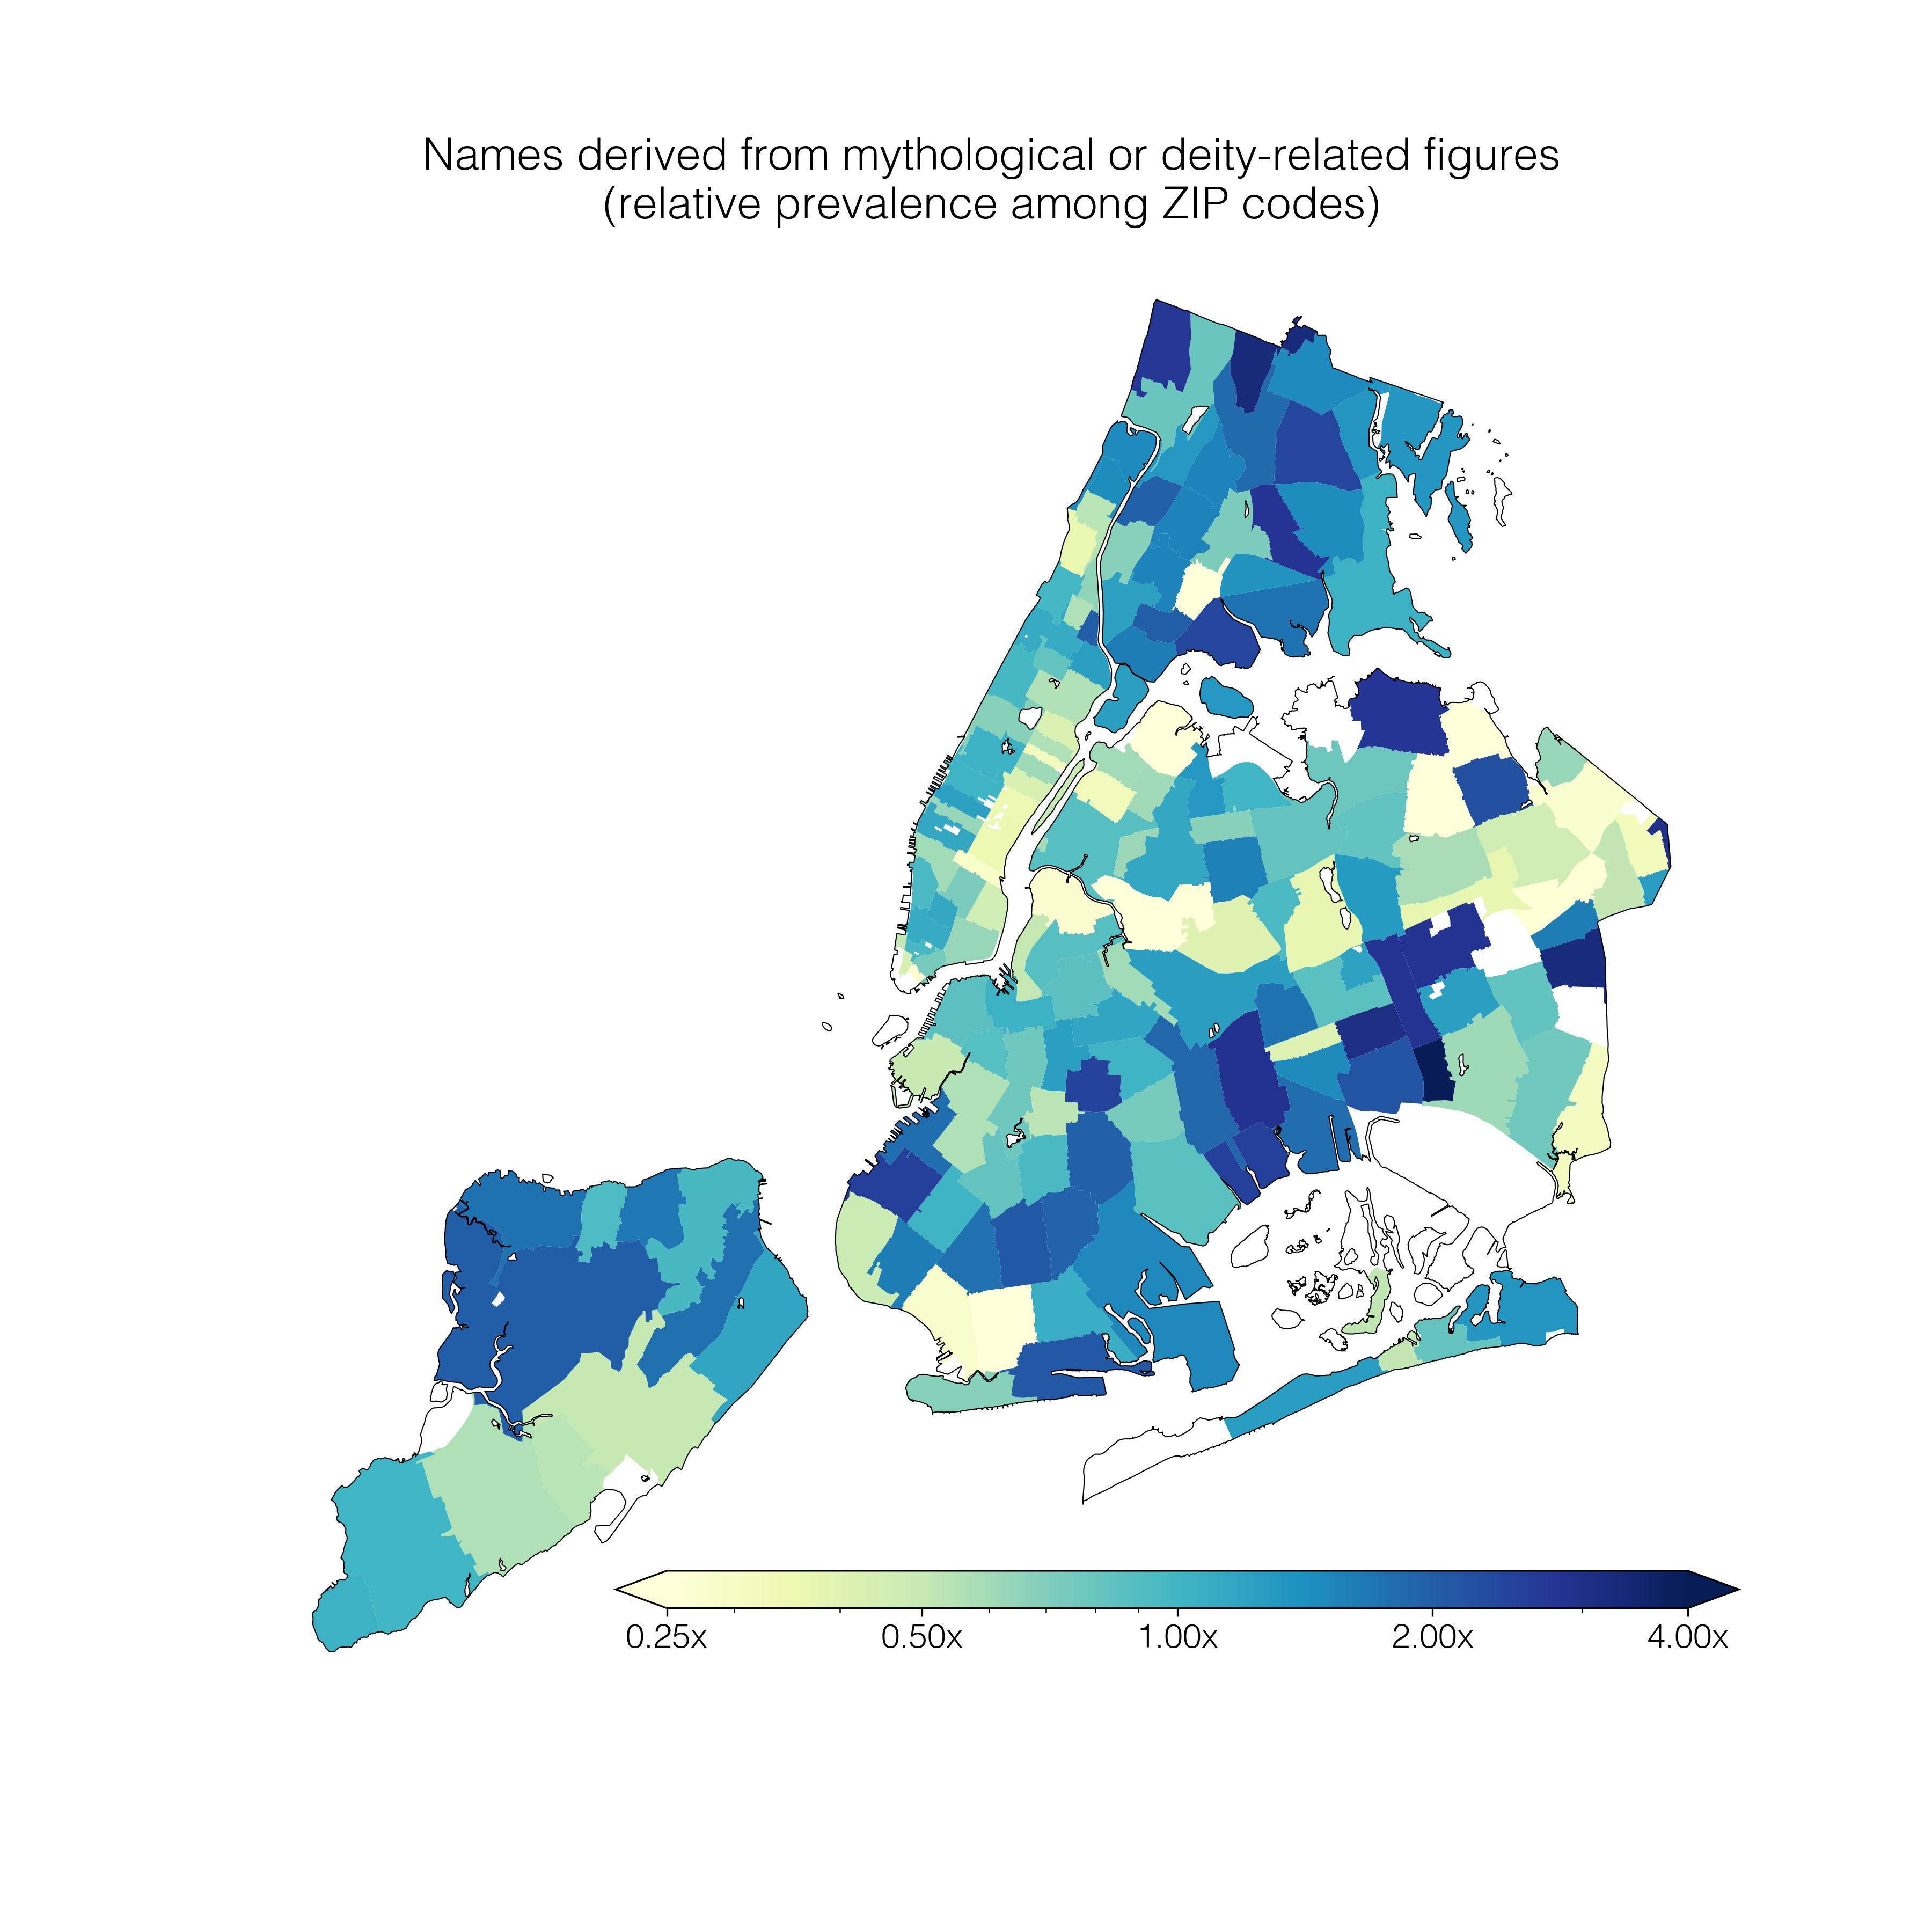 Names derived from mythological or deity-related figures
(relative prevalence among ZIP codes)
0.25x 0.50x 1.00x 2.00x 4.00x